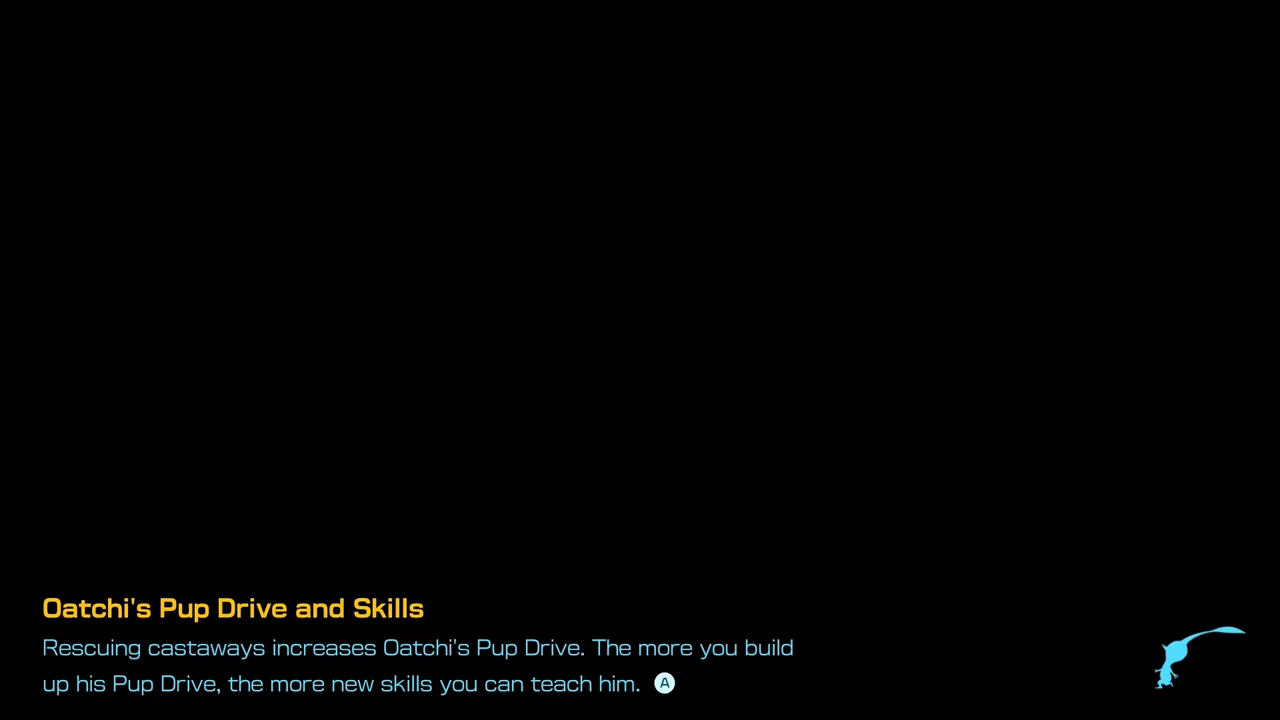 Oatchi's Pup Drive and Skills
Rescuing castaways increases Oatchi's Pup Drive. The more you build
up his Pup Drive, the more new skills you can teach him. A